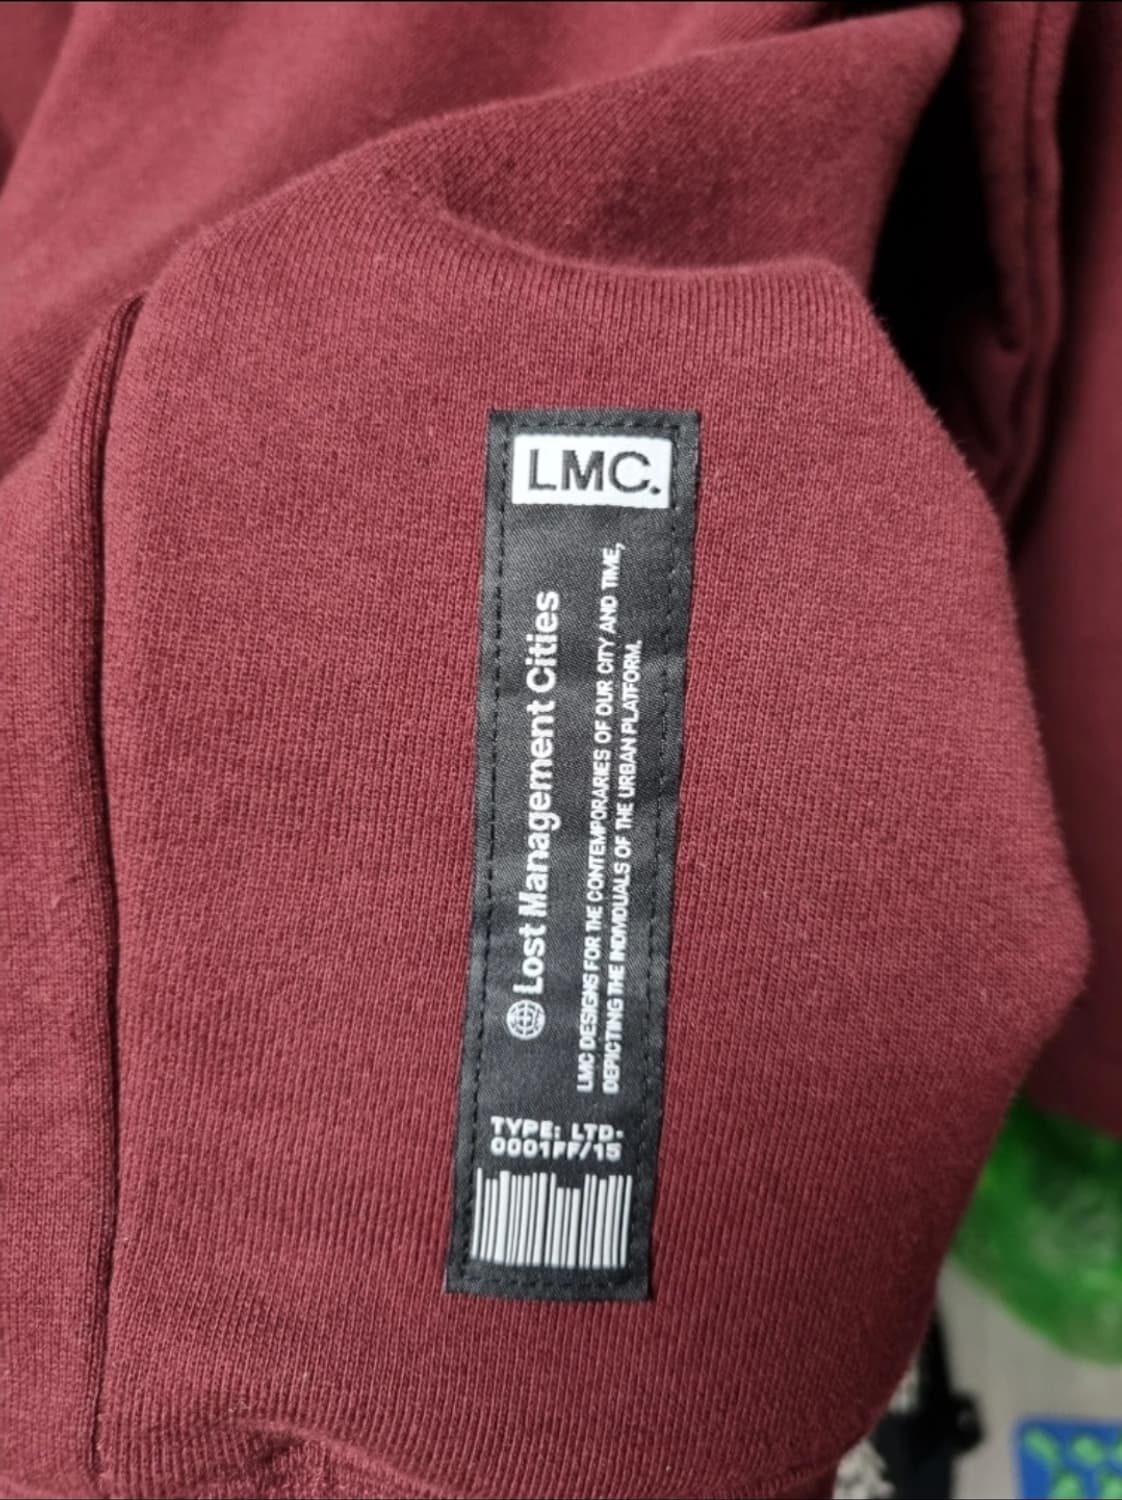 LMC.
Lost Management Cities
LMC DESIGNS FOR THE CONTEMPORARIES OF OUR CITY AND TIME,
DEPICTING THE INDIVIDUALS OF THE URBAN PLATFORM.
TYPE: LTD.
0001FF/15